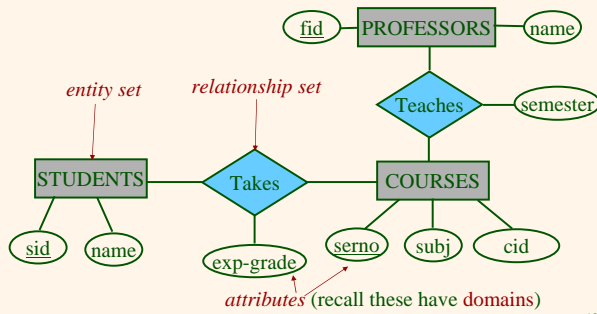 fid PROFESSORS name
entity set relationship set
Teaches semester
STUDENTS Takes COURSES
sid name exp-grade serno subj cid
attributes (recall these have domains)